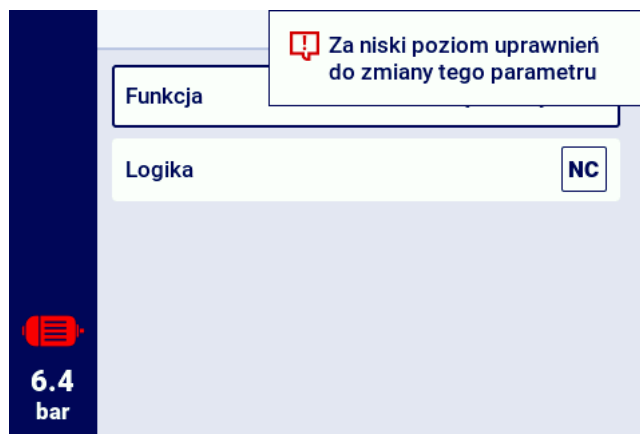 Za niski poziom uprawnień
do zmiany tego parametru
Funkcja
Logika
NC
6.4
bar